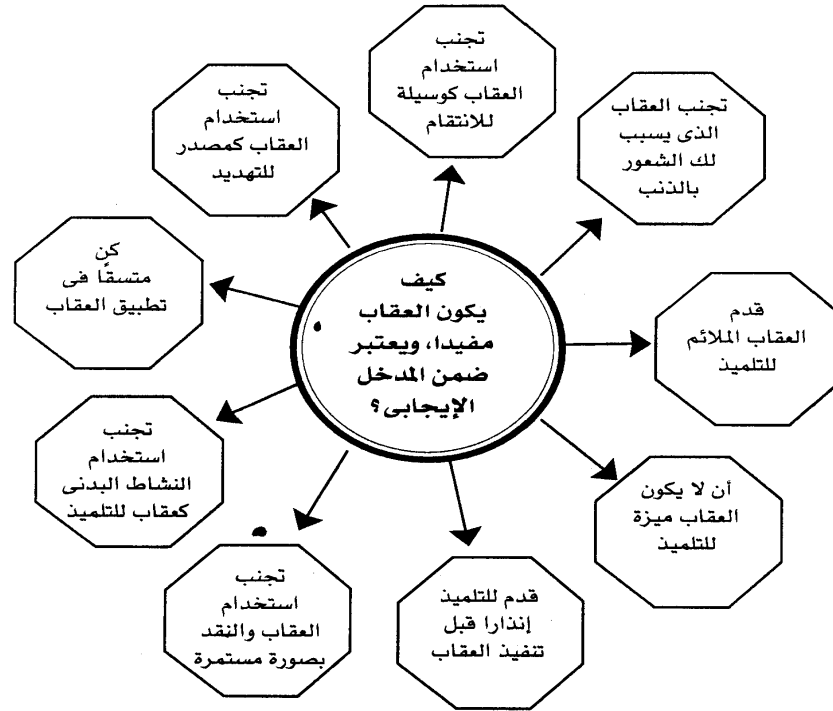 كيف
يكون العقاب
مفيدا، ويعتبر
ضمن المدخل
الإيجابى؟
تجنب
استخدام
العقاب كوسيلة
للانتقام
تجنب العقاب
الذى يسبب
لك الشعور
بالذنب
قدم
العقاب الملائم
للتلميذ
أن لا يكون
العقاب ميزة
للتلميذ
قدم للتلميذ
إنذارا قبل
تنفيذ العقاب
تجنب
استخدام
العقاب والنقد
بصورة مستمرة
تجنب
استخدام
النشاط البدنى
كعقاب للتلميذ
كن
متسقًا فى
تطبيق العقاب
تجنب
استخدام
العقاب كمصدر
للتهديد